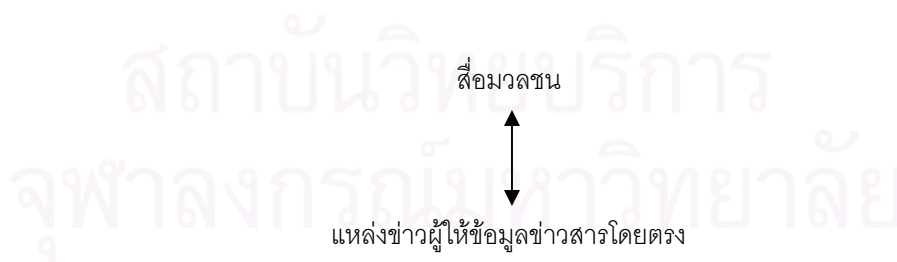 สถาบันวิทยบริการ
สื่อมวลชน
จุฬาลงกรณ์มหาวิทยาลัย
แหล่งข่าวผู้ให้ข้อมูลข่าวสารโดยตรง